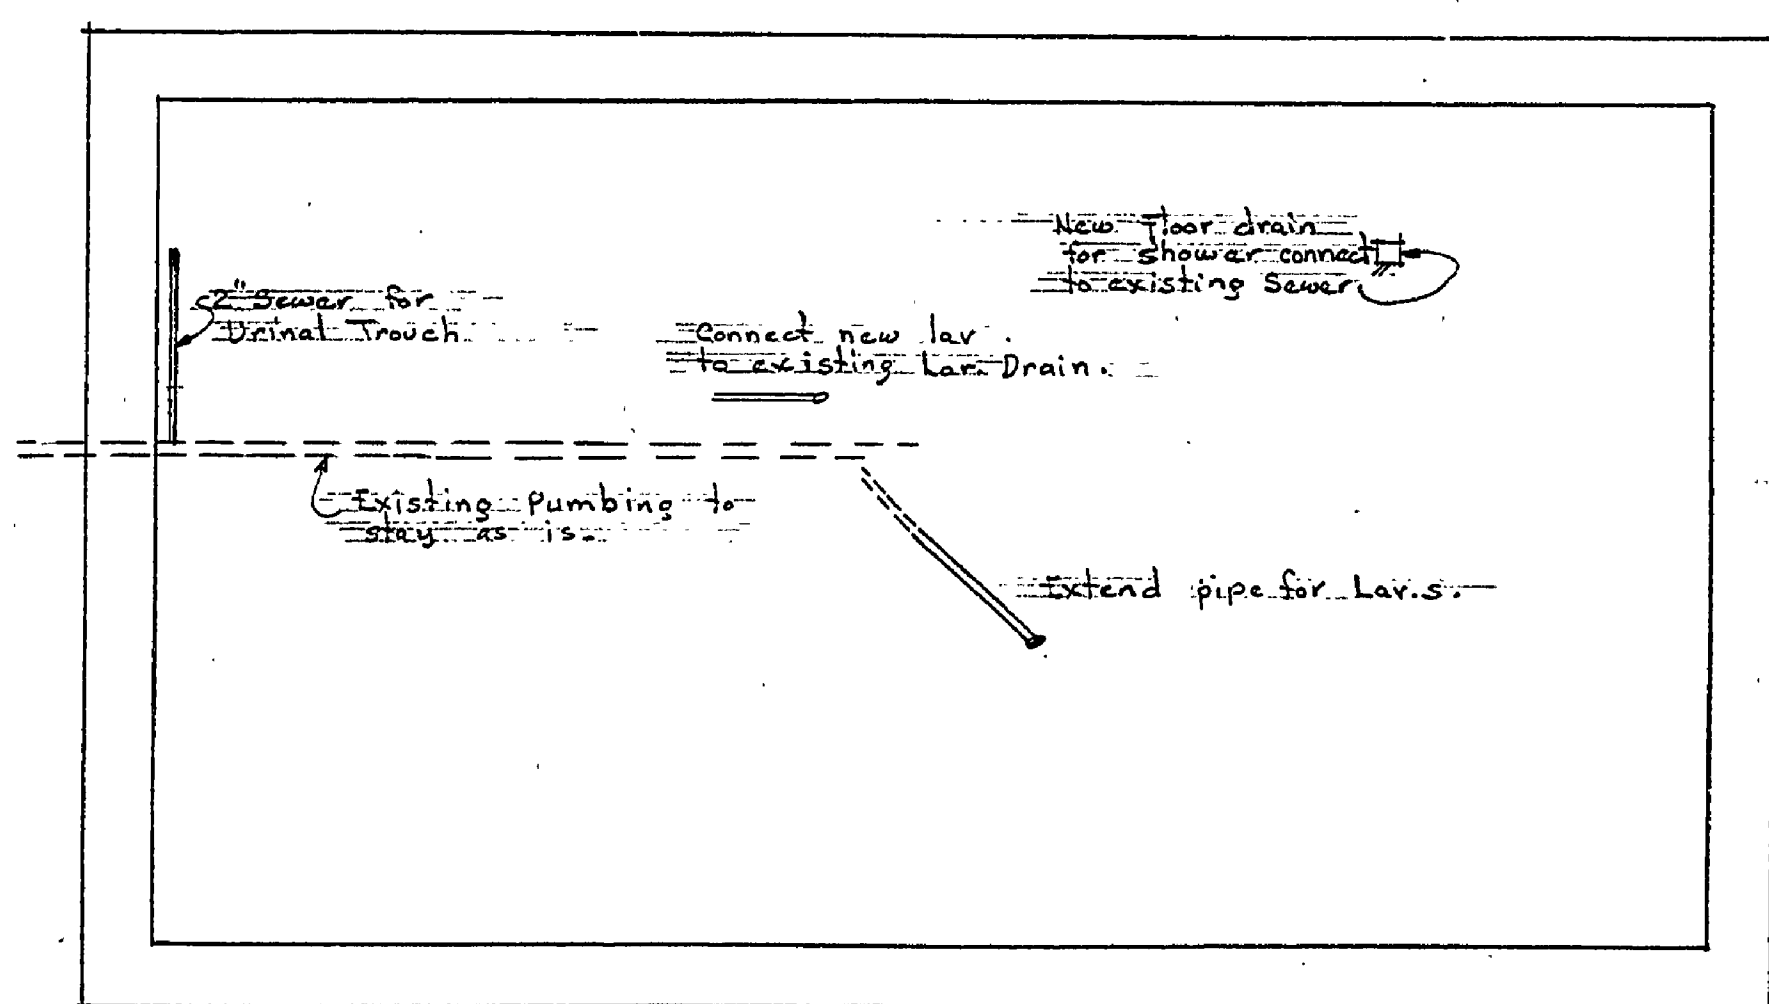 New Floor drain
for shower connect
to existing Sewer.
2" Sewer for
Urinal Trouch
Connect new lav.
to existing Lav. Drain.
Existing Pumbing to
stay as is.
Extend pipe for Lav.s.